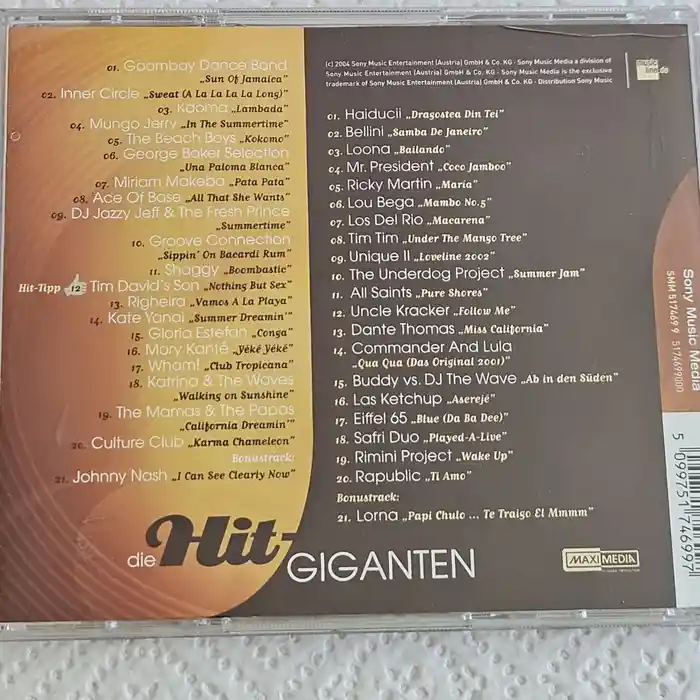 01. Goombay Dance Band
„Sun Of Jamaica"
02. Inner Circle „Sweat (A La La La La Long)"
03. Kaoma „Lambada"
04. Mungo Jerry „In The Summertime"
05. The Beach Boys „Kokomo"
06. George Baker Selection
„Una Paloma Blanca"
07. Miriam Makeba „Pata Pata"
08. Ace Of Base „All That She Wants"
09. DJ Jazzy Jeff & The Fresh Prince
„Summertime"
10. Groove Connection
„Sippin' On Bacardi Rum"
11. Shaggy „Boombastic"
Hit-Tipp 12 Tim David's Son „Nothing But Sex"
13. Righeira „Vamos A La Playa"
14. Kate Yanai „Summer Dreamin'"
15. Gloria Estefan „Conga"
16. Mory Kanté „Yéké Yéké"
17. Wham! „Club Tropicana"
18. Katrina & The Waves
„Walking on Sunshine"
19. The Mamas & The Papas
„California Dreamin'"
20. Culture Club „Karma Chameleon"
Bonustrack:
21. Johnny Nash „I Can See Clearly Now"
(c) 2004 Sony Music Entertainment (Austria) GmbH & Co. KG · Sony Music Media a division of
Sony Music Entertainment (Austria) GmbH & Co. KG · Sony Music Media is the exclusive
trademark of Sony Music Entertainment (Austria) GmbH & Co. KG · Distribution Sony Music
01. Haiducii „Dragostea Din Tei"
02. Bellini „Samba De Janeiro"
03. Loona „Bailando"
04. Mr. President „Coco Jamboo"
05. Ricky Martin „Maria"
06. Lou Bega „Mambo No.5"
07. Los Del Rio „Macarena"
08. Tim Tim „Under The Mango Tree"
09. Unique II „Loveline 2002"
10. The Underdog Project „Summer Jam"
11. All Saints „Pure Shores"
12. Uncle Kracker „Follow Me"
13. Dante Thomas „Miss California"
14. Commander And Lula
„Qua Qua (Das Original 2001)"
15. Buddy vs. DJ The Wave „Ab in den Süden"
16. Las Ketchup „Aserejé"
17. Eiffel 65 „Blue (Da Ba Dee)"
18. Safri Duo „Played-A-Live"
19. Rimini Project „Wake Up"
20. Rapublic „Ti Amo"
Bonustrack:
21. Lorna „Papi Chulo ... Te Traigo El Mmmm"
die Hit-
GIGANTEN
MAXI MEDIA
Sony Music Media
SMM 517469 9 5174699000
5 099751 746997